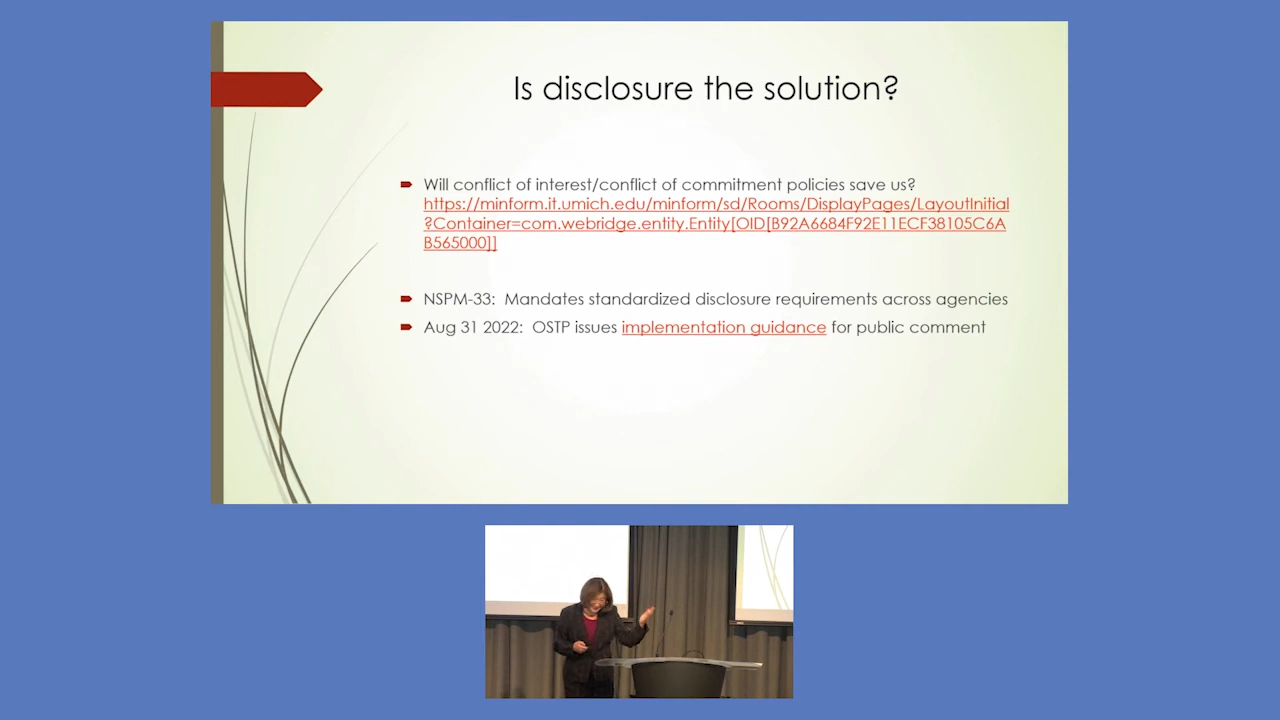 Is disclosure the solution?
Will conflict of interest/conflict of commitment policies save us?
https://minform.it.umich.edu/minform/sd/Rooms/DisplayPages/LayoutInitial
?Container=com.webridge.entity.Entity[OID[B92A6684F92E11ECF38105C6A
B565000]]
NSPM-33:  Mandates standardized disclosure requirements across agencies
Aug 31 2022:  OSTP issues implementation guidance for public comment